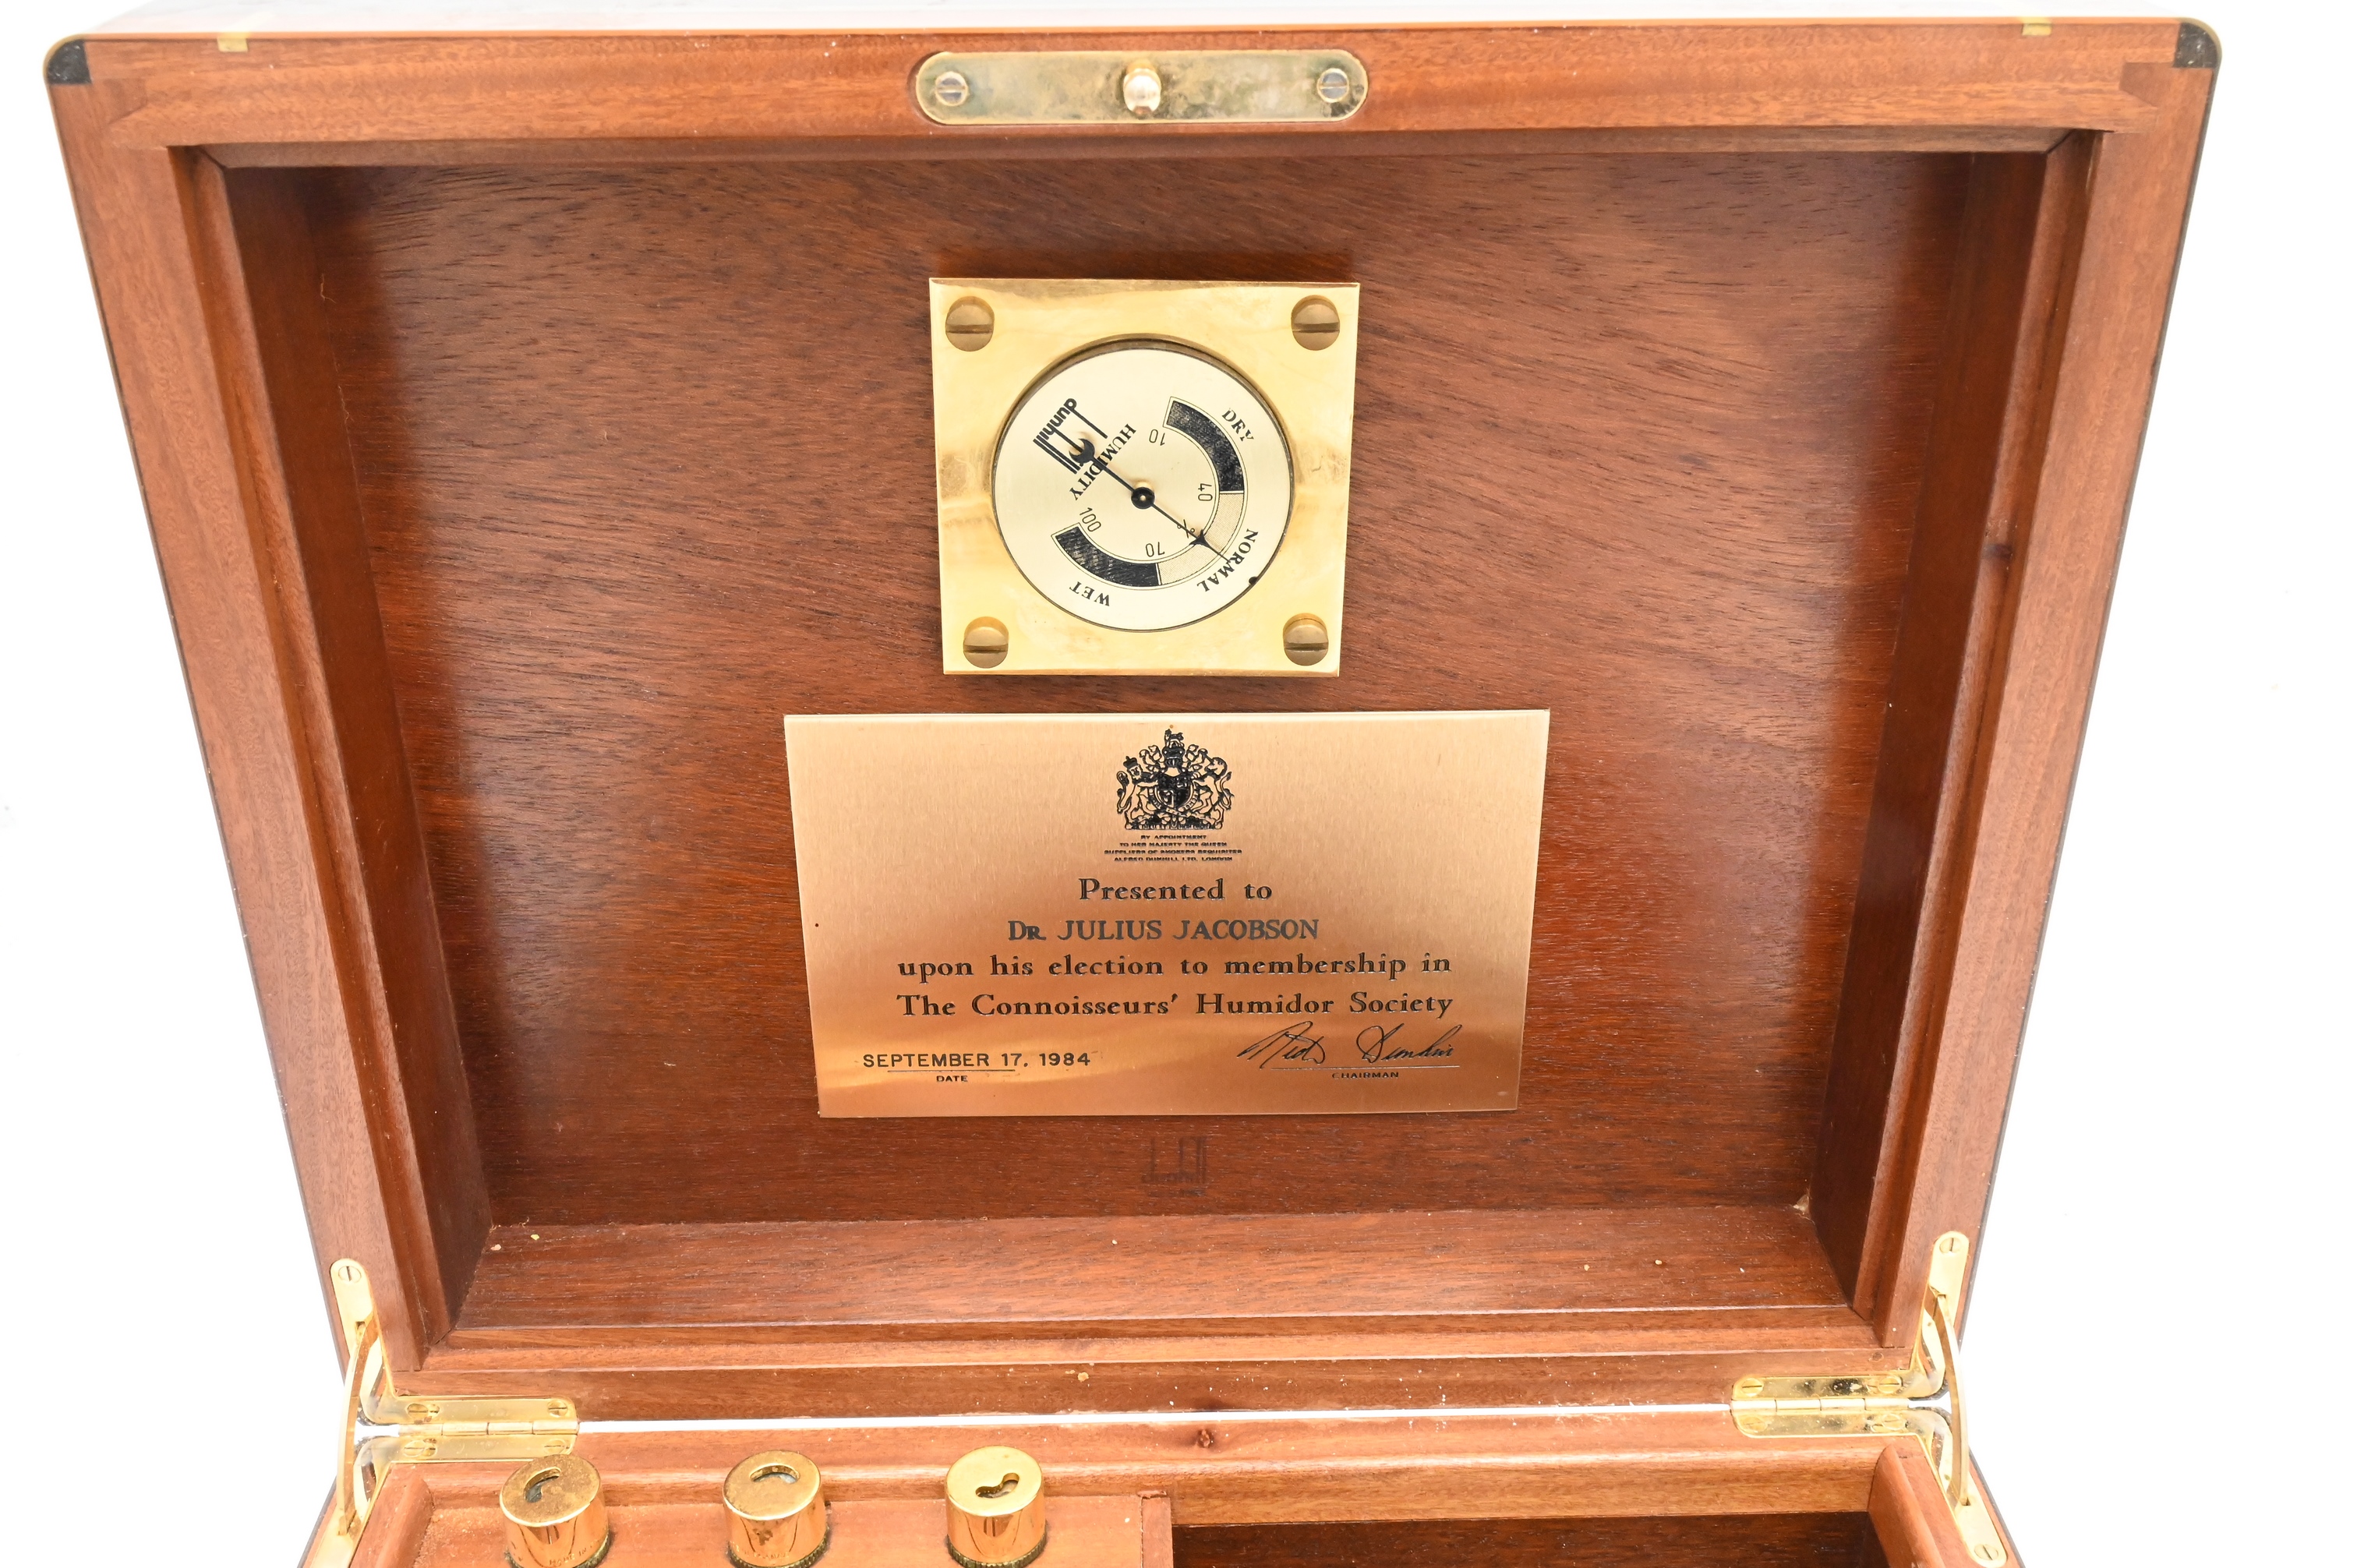 dunhill
HUMIDITY
DRY
10
40
%
NORMAL
70
100
WET
BY APPOINTMENT
TO HER MAJESTY THE QUEEN
SUPPLIERS OF SMOKERS REQUISITES
ALFRED DUNHILL LTD. LONDON
Presented to
DR. JULIUS JACOBSON
upon his election to membership in
The Connoisseurs' Humidor Society
SEPTEMBER 17, 1984
DATE
CHAIRMAN
dunhill